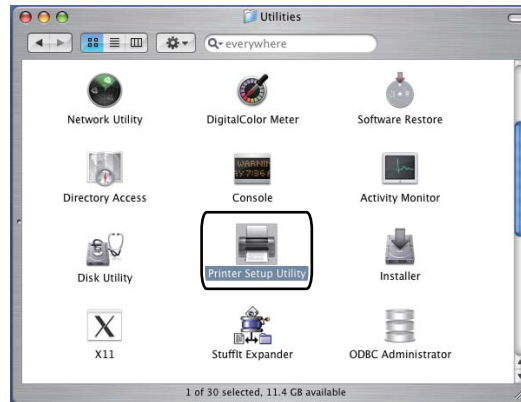 Utilities
everywhere
Network Utility
DigitalColor Meter
Software Restore
Directory Access
Console
Activity Monitor
Disk Utility
Printer Setup Utility
Installer
X11
StuffIt Expander
ODBC Administrator
1 of 30 selected, 11.4 GB available